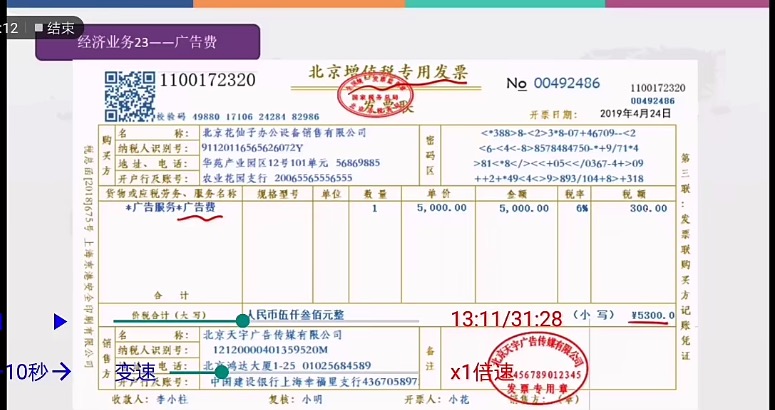 :12 结束
经济业务23——广告费
1100172320
北京增值税专用发票
发票联
No 00492486
1100172320
00492486
校验码 49880 17106 24284 82986
开票日期: 2019年4月24日
购买方
名 称: 北京花仙子办公设备销售有限公司
纳税人识别号: 91120116565626072Y
地址、电话: 华苑产业园区12号101单元 56869885
开户行及账号: 农业花园支行 20065565556555
密码区
<*388>8-<2>3*8-07+46709--<2
<6-<4-<-8>8578484750-*+9/71*4
>81<*8/><<+05<</0367-4+>09
++2+*49<4<>9>893/104+8>+318
货物或应税劳务、服务名称 规格型号 单位 数量 单价 金额 税率 税额
*广告服务*广告费 1 5,000.00 5,000.00 6% 300.00
合 计
价税合计(大写) 人民币伍仟叁佰元整 (小写) ¥5300.0
13:11/31:28
销售方
名 称: 北京天宇广告传媒有限公司
纳税人识别号: 1212000040135952OM
地址、电话: 北京鸿达大厦1-25 01025684589
开户行及账号: 中国建设银行上海幸福里支行436705897
备注
北京天宇广告传媒有限公司
456789012345
发票专用章
10秒 变速 x1倍速
收款人: 李小柱 复核: 小明 开票人: 小花 销售方: (章)
第三联:发票联 购买方记账凭证